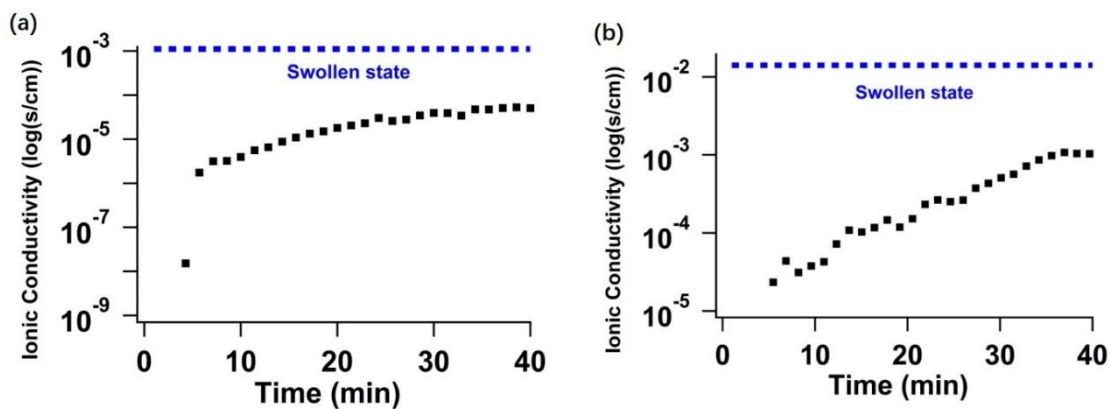 (a)
Ionic Conductivity (log(s/cm))
10⁻³
10⁻⁵
10⁻⁷
10⁻⁹
Swollen state
0 10 20 30 40
Time (min)
(b)
Ionic Conductivity (log(s/cm))
10⁻²
10⁻³
10⁻⁴
10⁻⁵
Swollen state
0 10 20 30 40
Time (min)